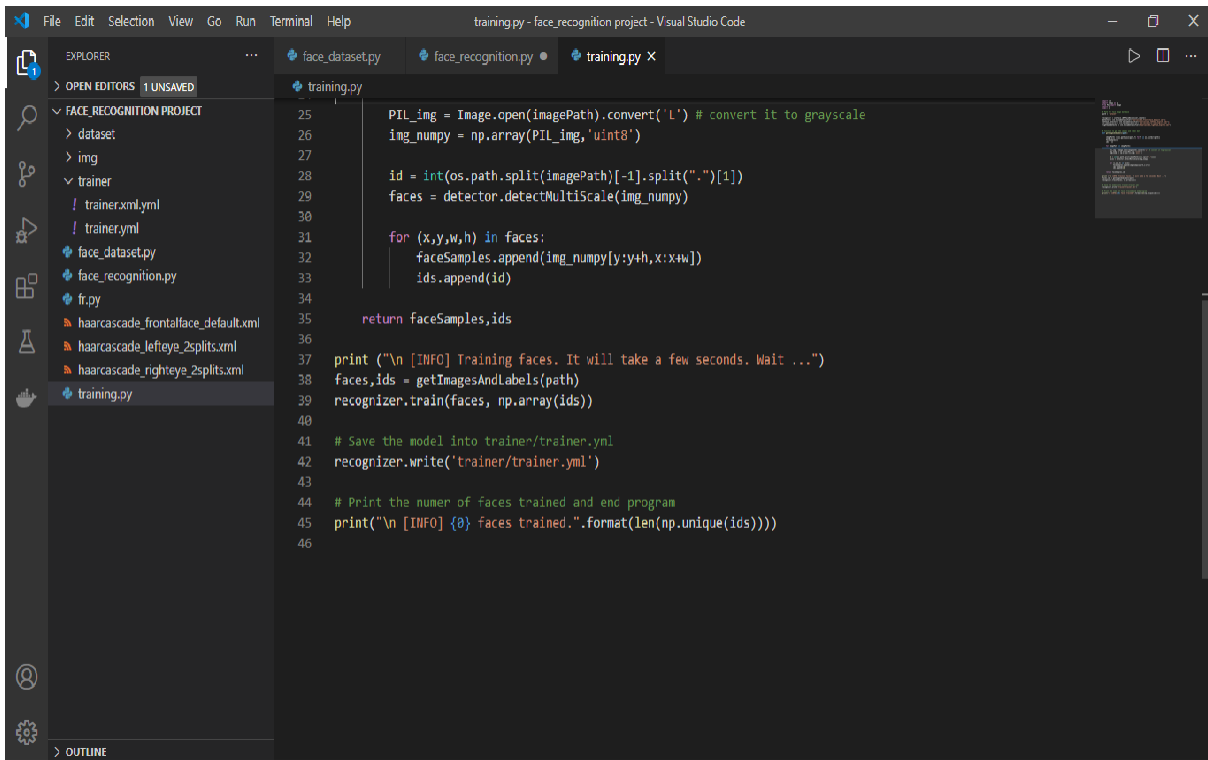 File Edit Selection View Go Run Terminal Help
training.py - face_recognition project - Visual Studio Code
EXPLORER
OPEN EDITORS 1 UNSAVED
FACE_RECOGNITION PROJECT
dataset
img
trainer
! trainer.xml.yml
! trainer.yml
face_dataset.py
face_recognition.py
fr.py
haarcascade_frontalface_default.xml
haarcascade_lefteye_2splits.xml
haarcascade_righteye_2splits.xml
training.py
OUTLINE
1
face_dataset.py face_recognition.py training.py
training.py
25 PIL_img = Image.open(imagePath).convert('L') # convert it to grayscale
26 img_numpy = np.array(PIL_img,'uint8')
27
28 id = int(os.path.split(imagePath)[-1].split(".")[1])
29 faces = detector.detectMultiScale(img_numpy)
30
31 for (x,y,w,h) in faces:
32 faceSamples.append(img_numpy[y:y+h,x:x+w])
33 ids.append(id)
34
35 return faceSamples,ids
36
37 print ("\n [INFO] Training faces. It will take a few seconds. Wait ...")
38 faces,ids = getImagesAndLabels(path)
39 recognizer.train(faces, np.array(ids))
40
41 # Save the model into trainer/trainer.yml
42 recognizer.write('trainer/trainer.yml')
43
44 # Print the numer of faces trained and end program
45 print("\n [INFO] {0} faces trained.".format(len(np.unique(ids))))
46